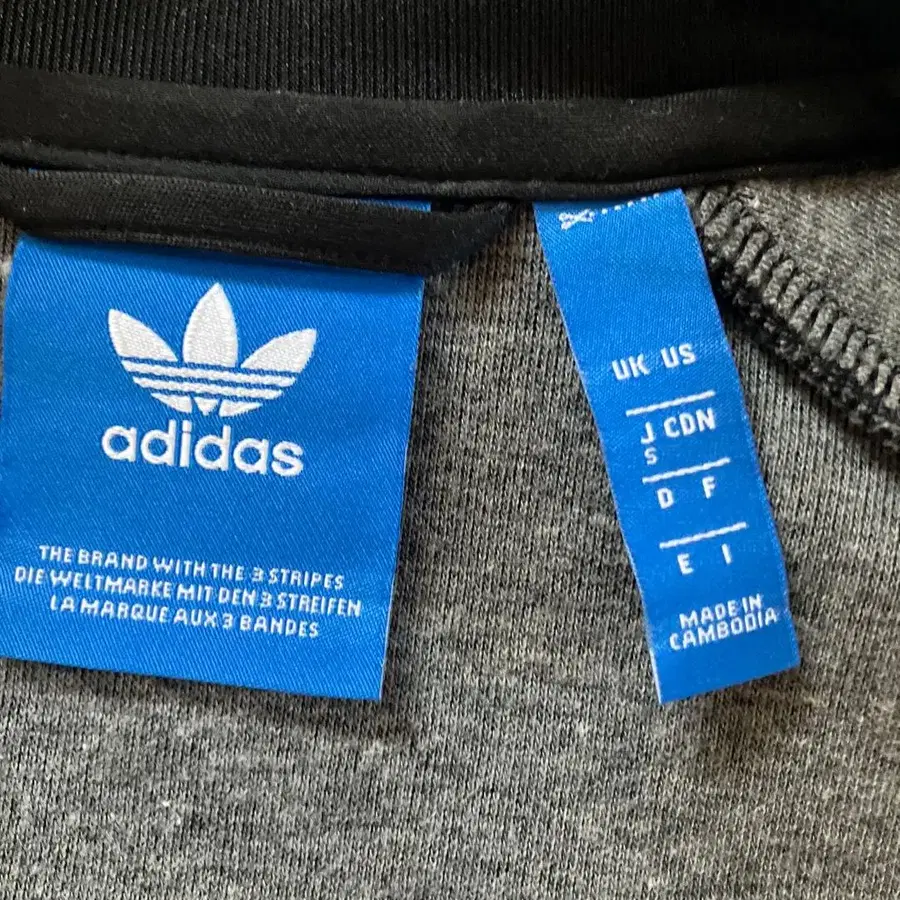 adidas
THE BRAND WITH THE 3 STRIPES
DIE WELTMARKE MIT DEN 3 STREIFEN
LA MARQUE AUX 3 BANDES
UK US
J CDN
S
D F
E I
MADE IN
CAMBODIA